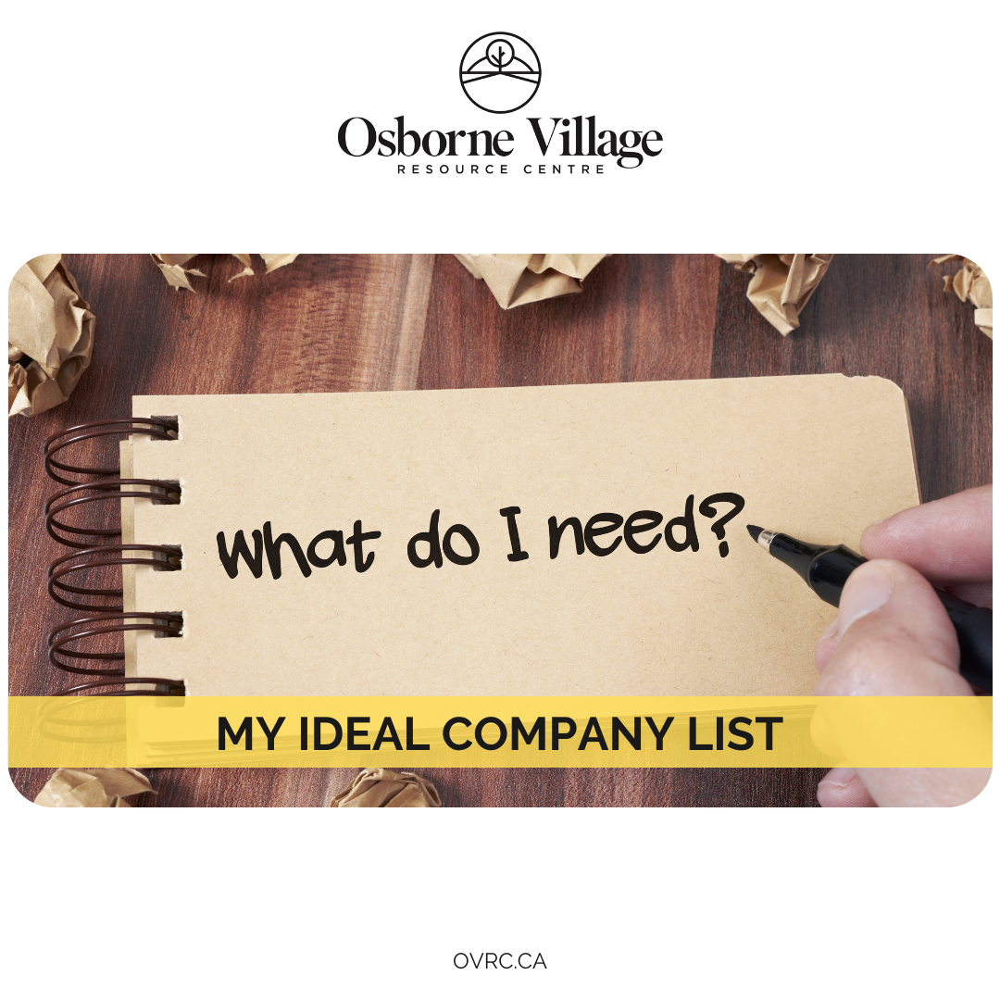 Osborne Village
RESOURCE CENTRE
What do I need?
MY IDEAL COMPANY LIST
OVRC.CA